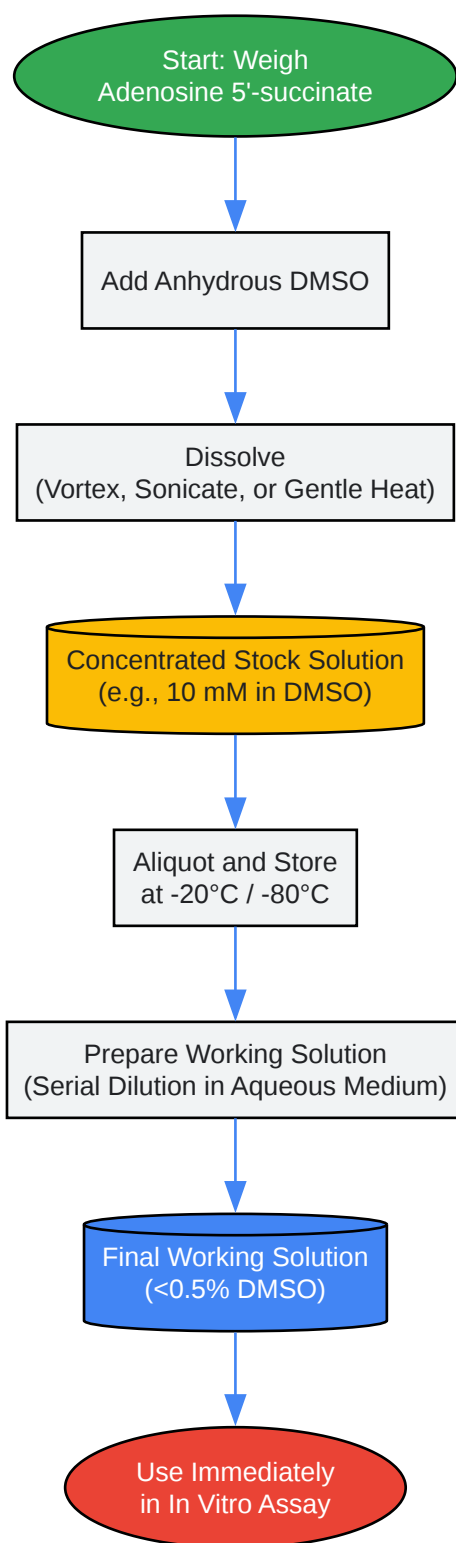 Start: Weigh
Adenosine 5'-succinate
Add Anhydrous DMSO
Dissolve
(Vortex, Sonicate, or Gentle Heat)
Concentrated Stock Solution
(e.g., 10 mM in DMSO)
Aliquot and Store
at -20°C / -80°C
Prepare Working Solution
(Serial Dilution in Aqueous Medium)
Final Working Solution
(<0.5% DMSO)
Use Immediately
in In Vitro Assay